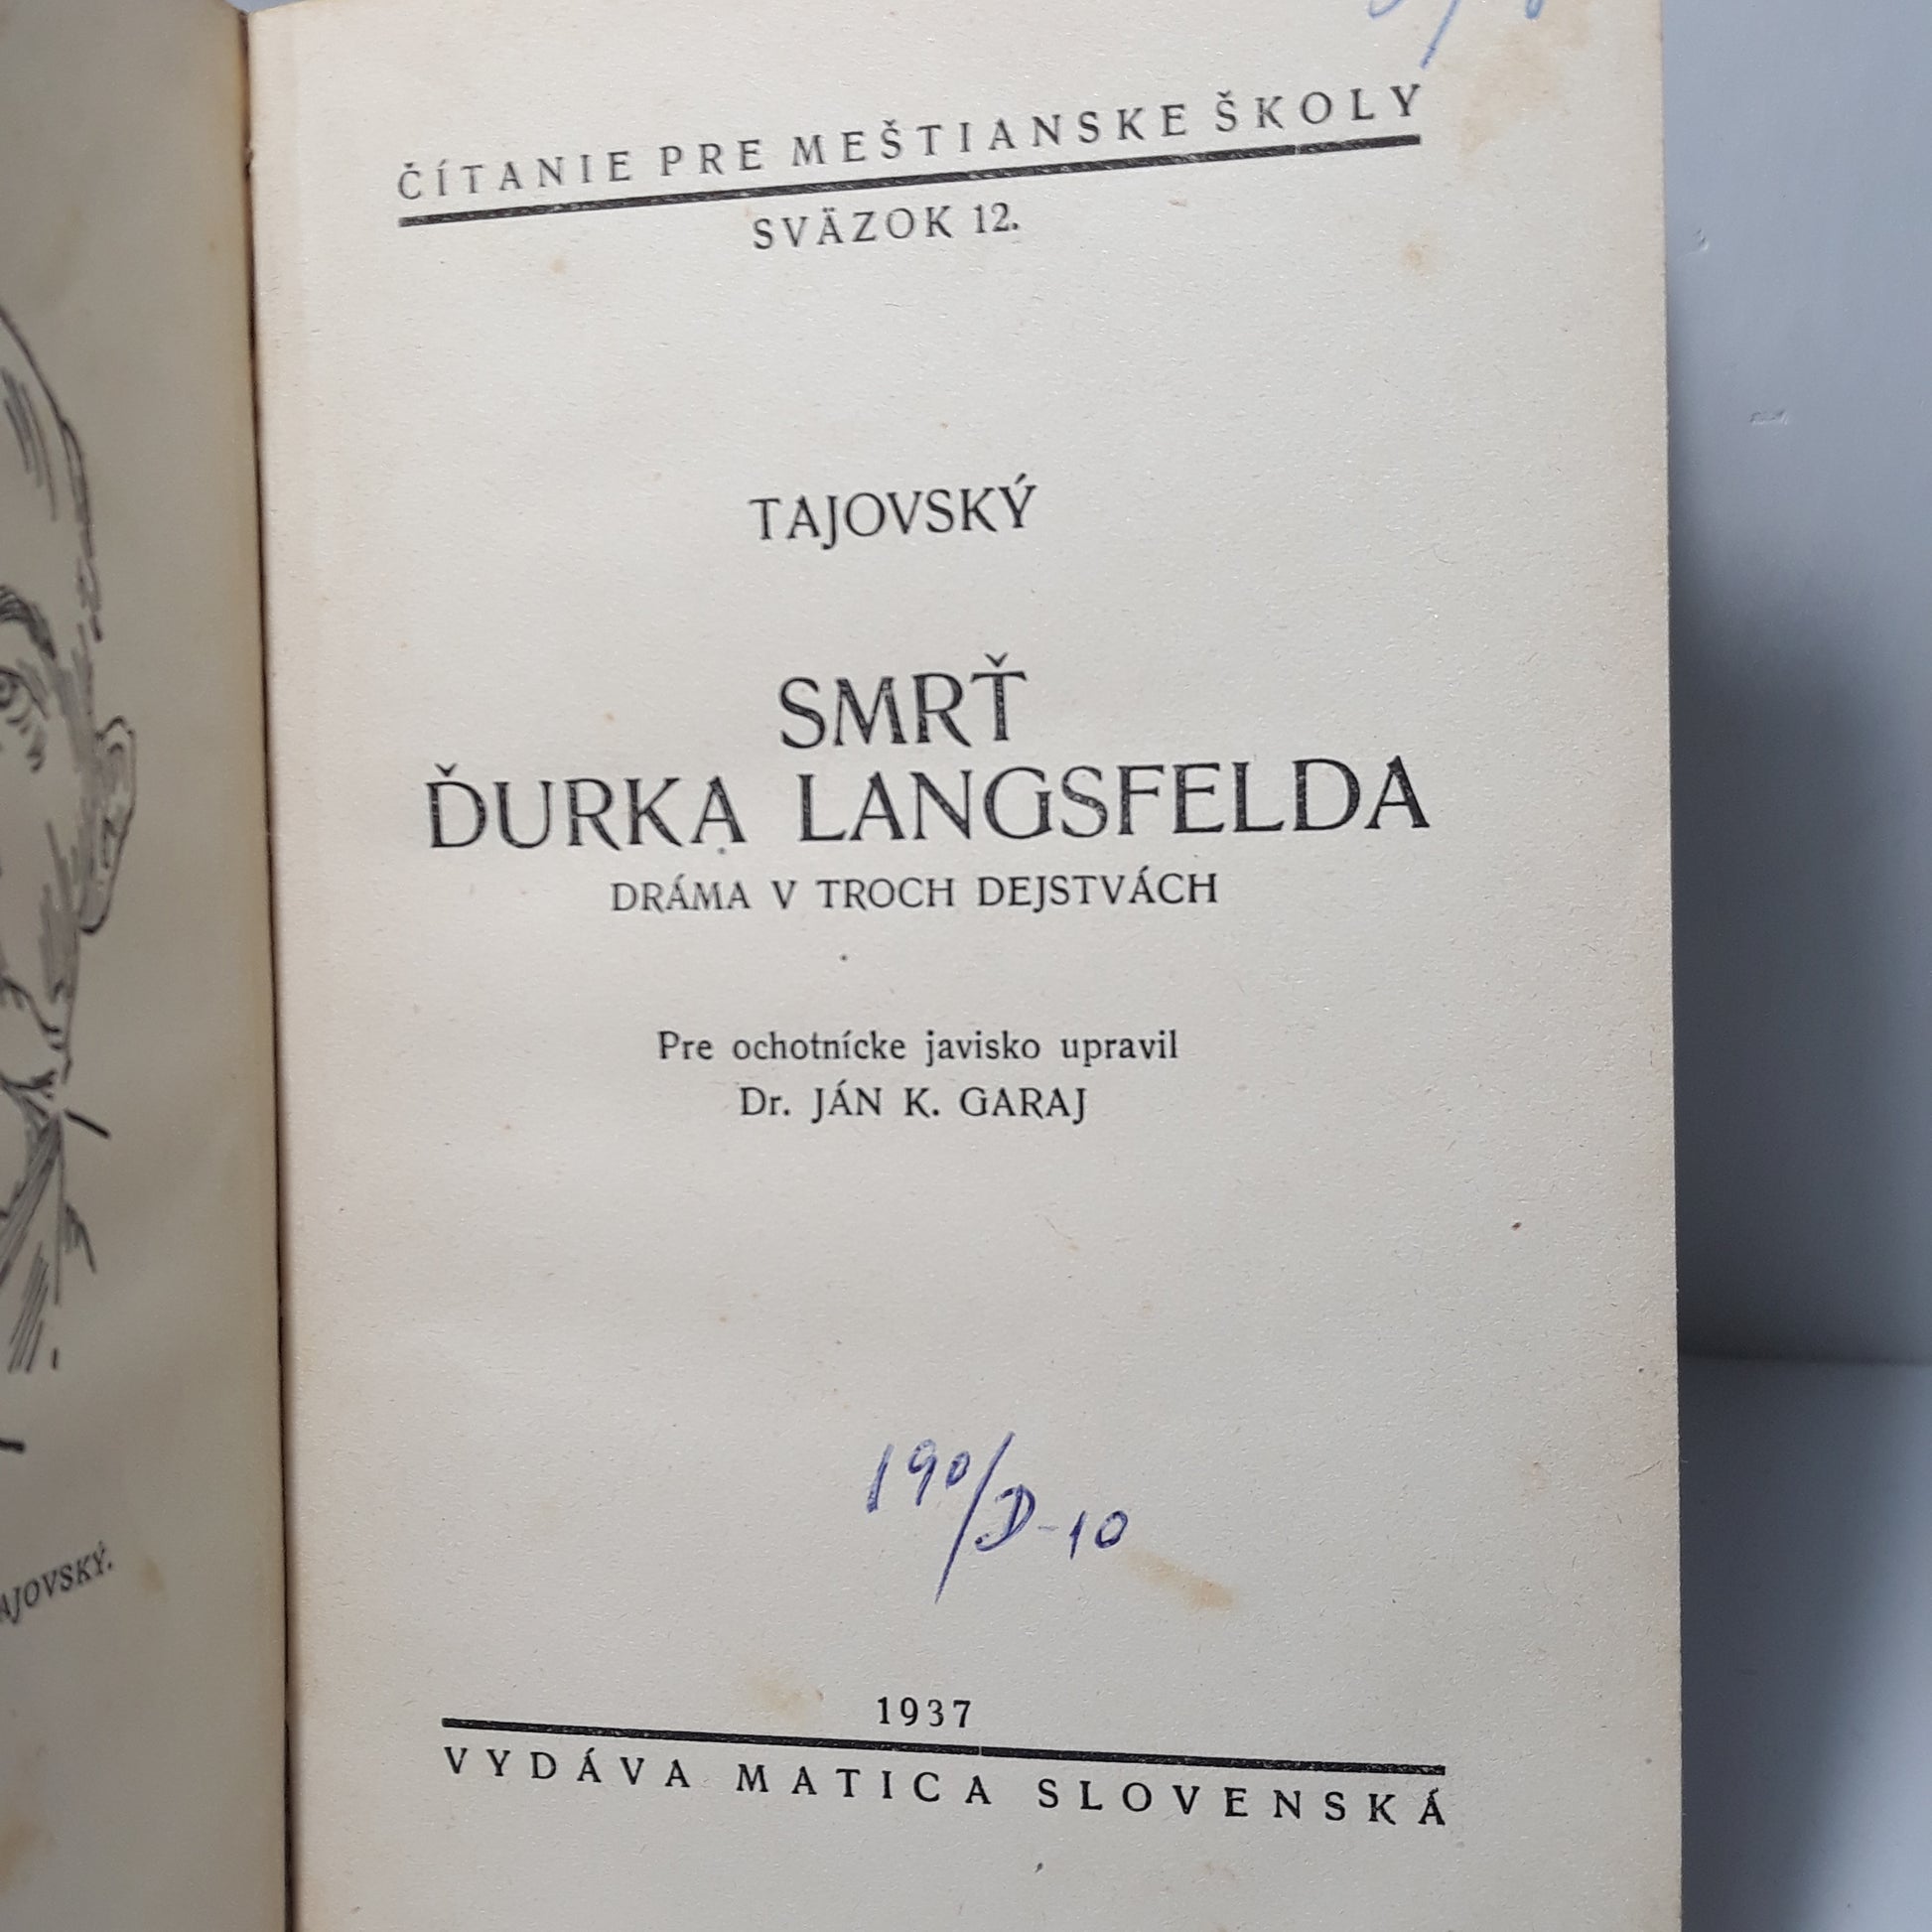 ČÍTANIE PRE MEŠTIANSKE ŠKOLY
SVÄZOK 12.
TAJOVSKÝ
SMRŤ
ĎURKA LANGSFELDA
DRÁMA V TROCH DEJSTVÁCH
Pre ochotnícke javisko upravil
Dr. JÁN K. GARAJ
190/D-10
1937
VYDÁVA MATICA SLOVENSKÁ
AJOVSKÝ.